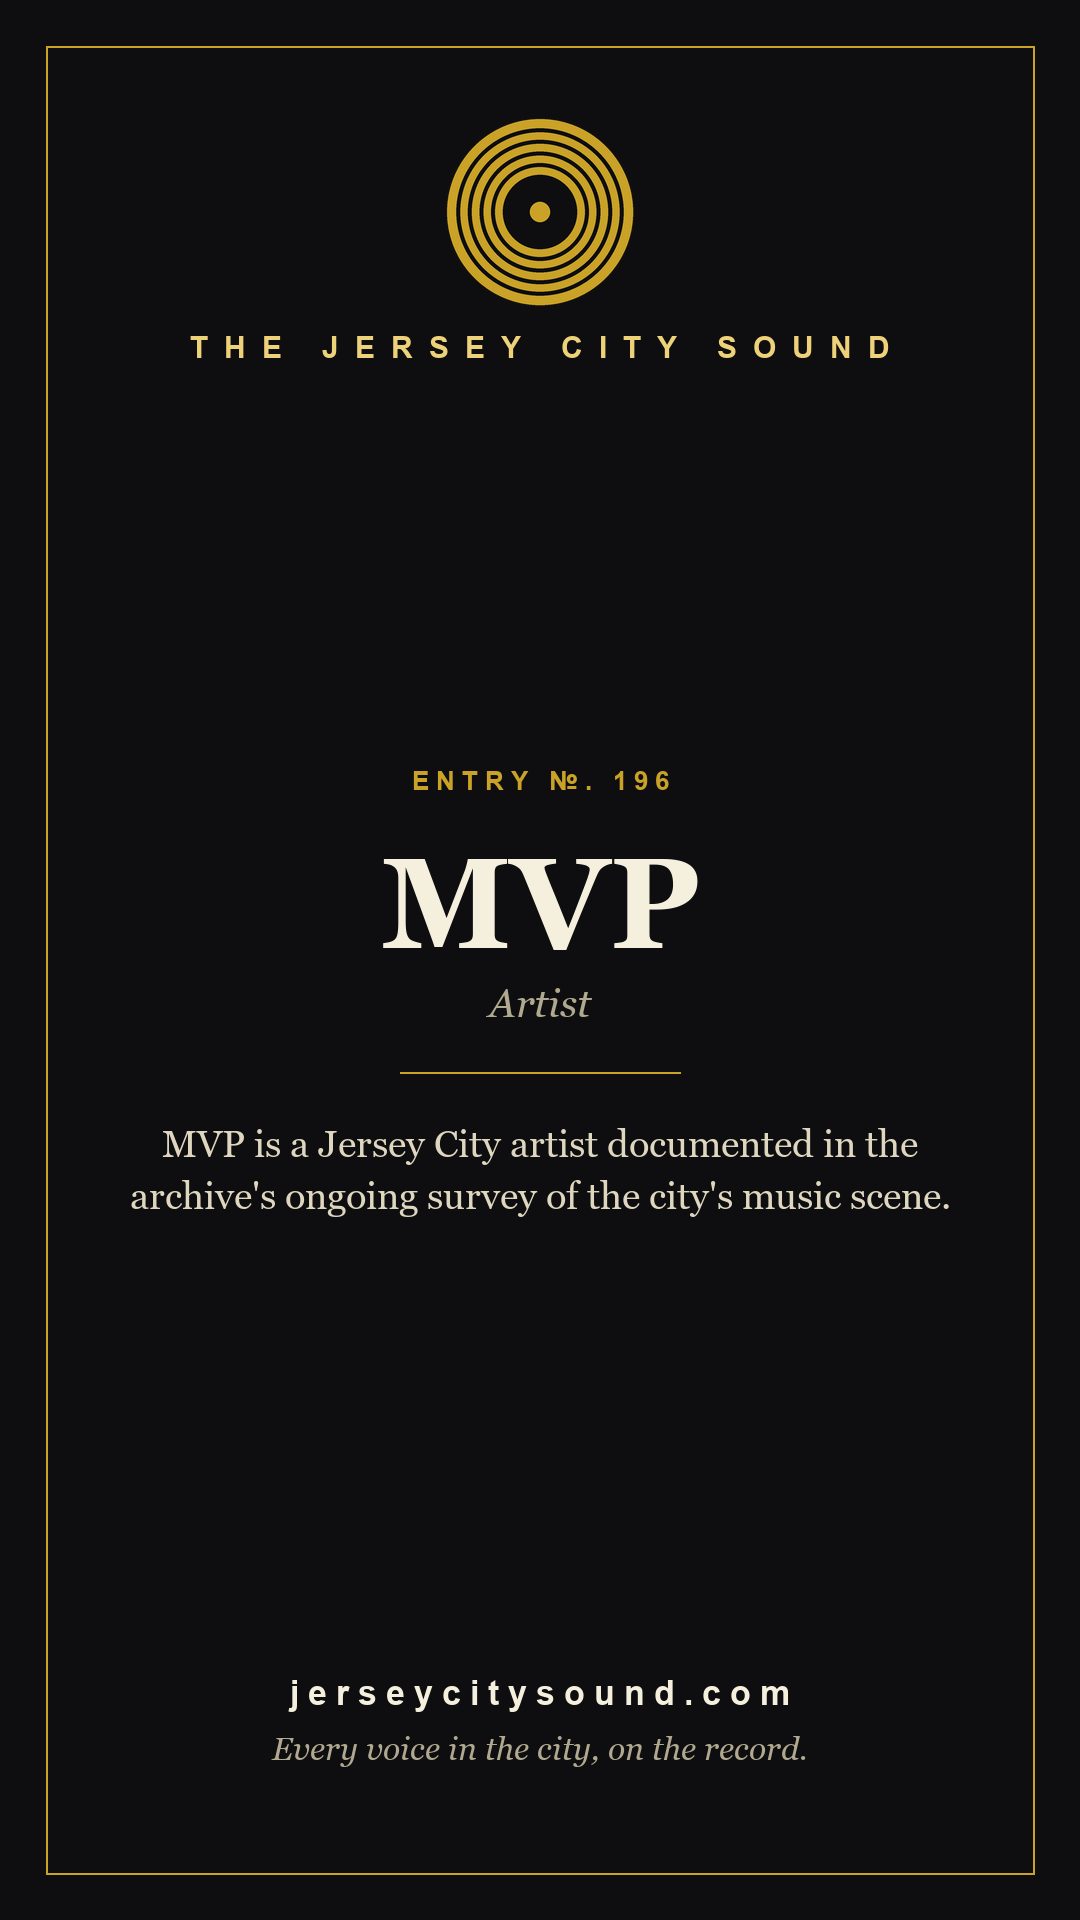 THE JERSEY CITY SOUND
ENTRY №. 196
MVP
Artist
MVP is a Jersey City artist documented in the
archive's ongoing survey of the city's music scene.
jerseycitysound.com
Every voice in the city, on the record.